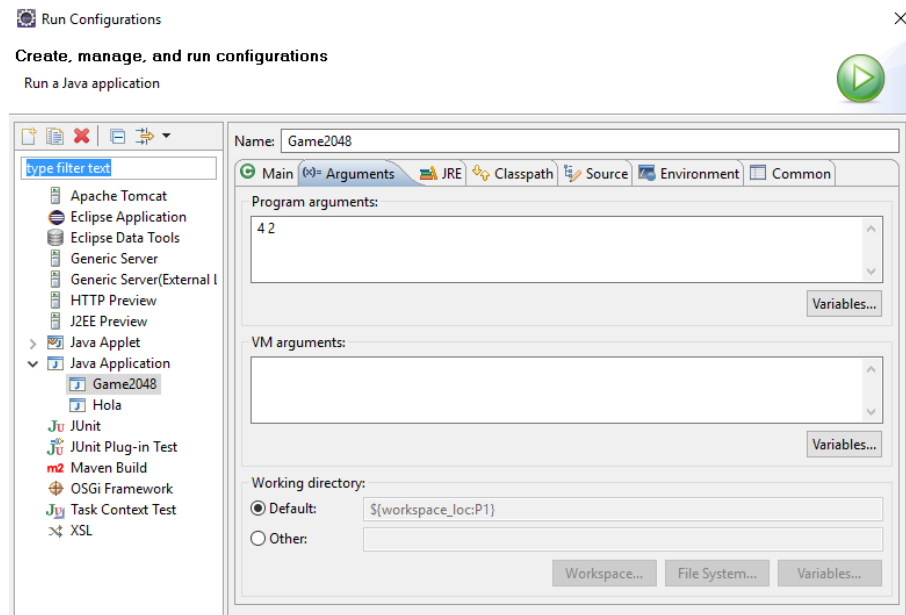 Run Configurations
Create, manage, and run configurations
Run a Java application
type filter text
Apache Tomcat
Eclipse Application
Eclipse Data Tools
Generic Server
Generic Server(External L
HTTP Preview
J2EE Preview
Java Applet
Java Application
Game2048
Hola
JUnit
JUnit Plug-in Test
Maven Build
OSGi Framework
Task Context Test
XSL
Name: Game2048
Main (x)= Arguments JRE Classpath Source Environment Common
Program arguments:
4 2
Variables...
VM arguments:
Variables...
Working directory:
Default: ${workspace_loc:P1}
Other:
Workspace... File System... Variables...